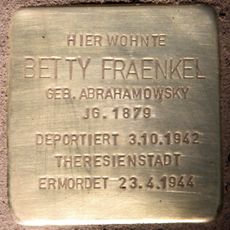 HIER WOHNTE
BETTY FRAENKEL
GEB. ABRAHAMOWSKY
JG. 1879
DEPORTIERT 3.10.1942
THERESIENSTADT
ERMORDET 23.4.1944